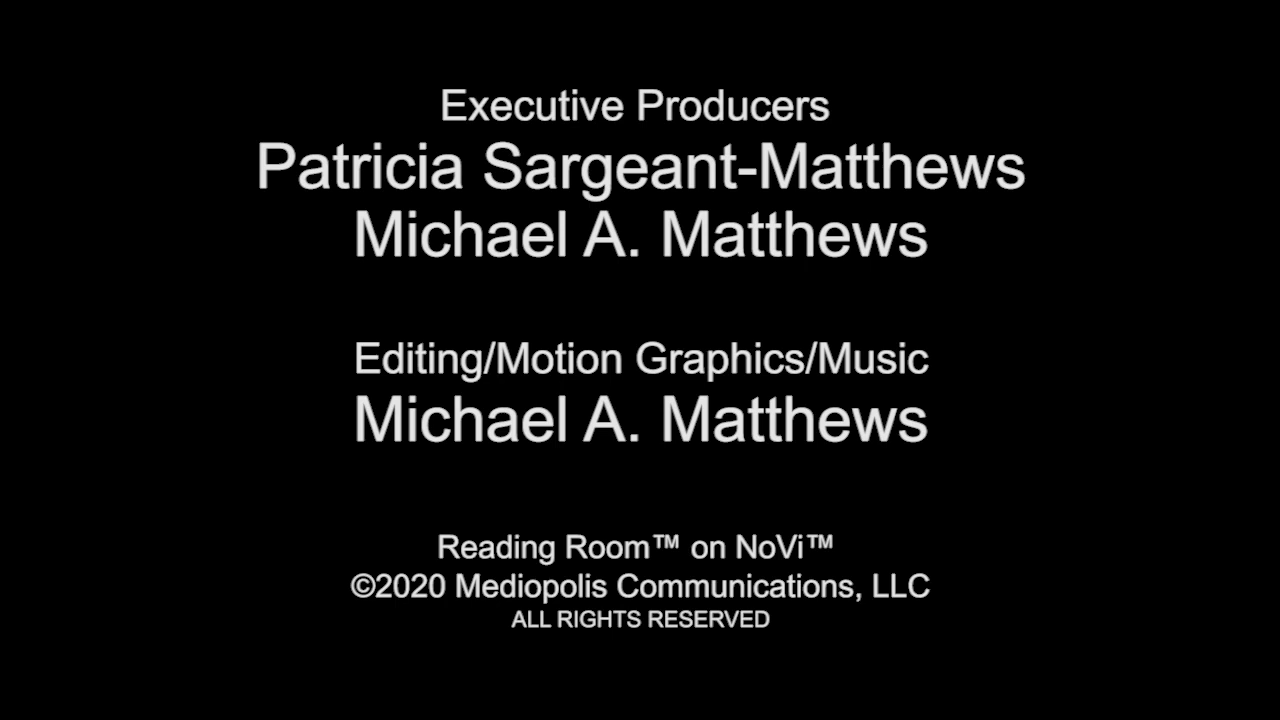 Executive Producers
Patricia Sargeant-Matthews
Michael A. Matthews
Editing/Motion Graphics/Music
Michael A. Matthews
Reading Room™ on NoVi™
©2020 Mediopolis Communications, LLC
ALL RIGHTS RESERVED